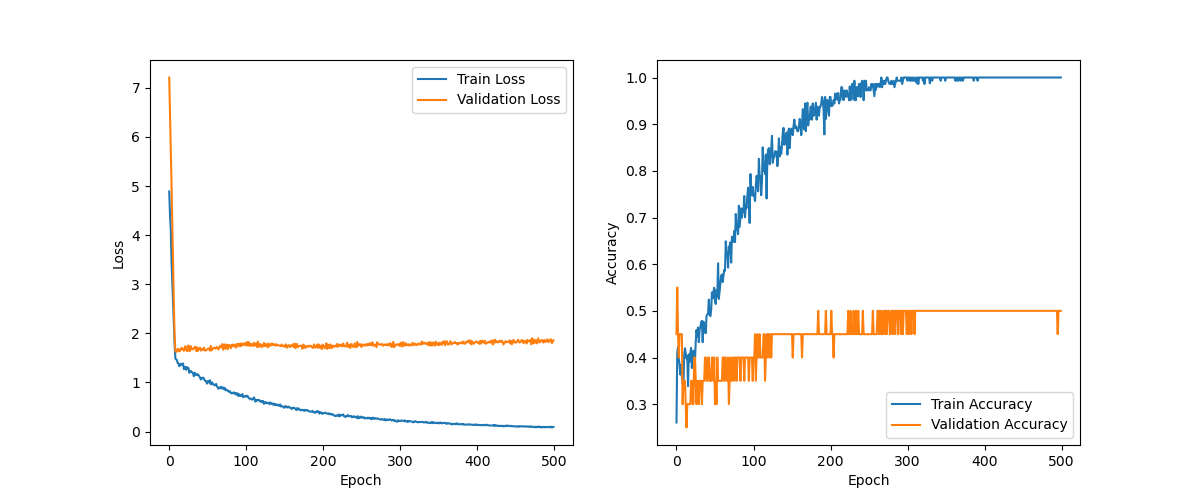 7
6
5
4
3
2
1
0
Loss
0 100 200 300 400 500
Epoch
Train Loss
Validation Loss
1.0
0.9
0.8
0.7
0.6
0.5
0.4
0.3
Accuracy
0 100 200 300 400 500
Epoch
Train Accuracy
Validation Accuracy